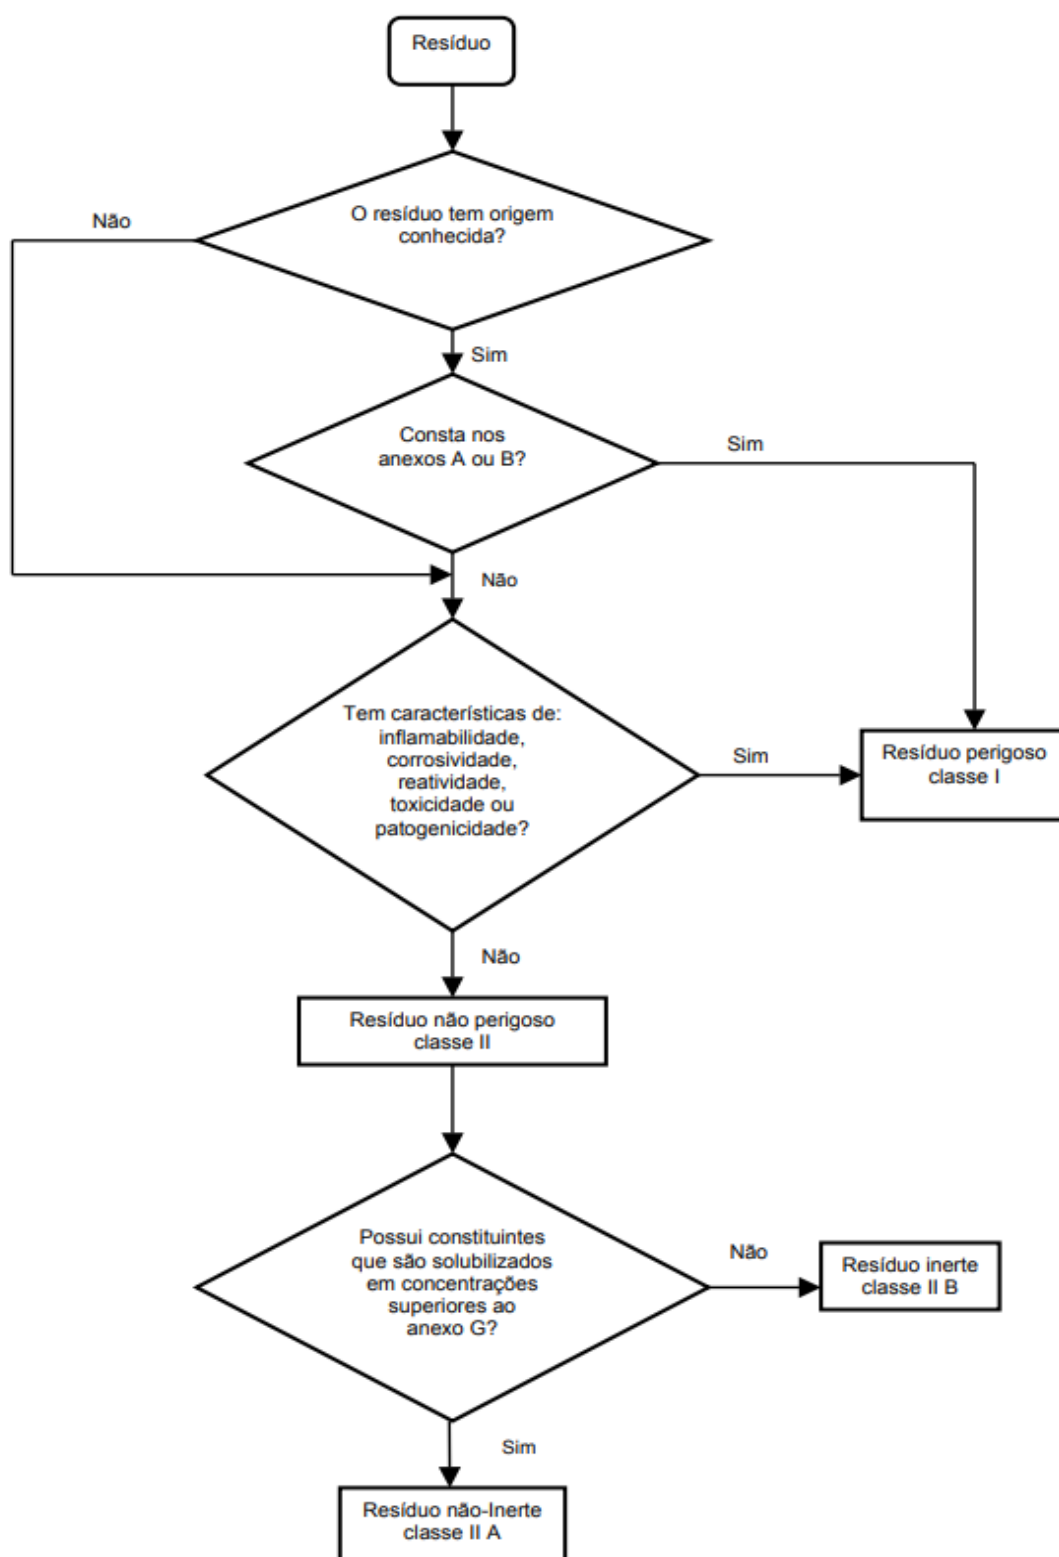 Resíduo
Não
O resíduo tem origem
conhecida?
Sim
Consta nos
anexos A ou B?
Sim
Não
Tem características de:
inflamabilidade,
corrosividade,
reatividade,
toxicidade ou
patogenicidade?
Sim
Resíduo perigoso
classe I
Não
Resíduo não perigoso
classe II
Possui constituintes
que são solubilizados
em concentrações
superiores ao
anexo G?
Não
Resíduo inerte
classe II B
Sim
Resíduo não-Inerte
classe II A